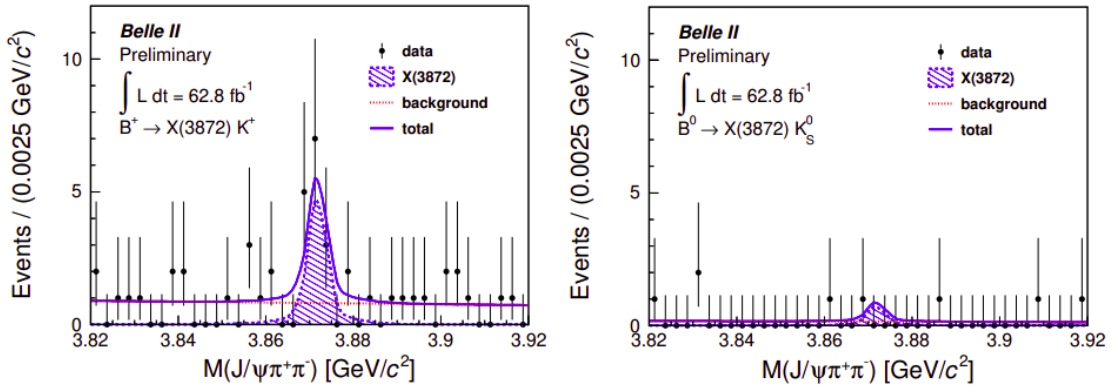 Events / (0.0025 GeV/c²)
10
5
0
Belle II
Preliminary
∫ L dt = 62.8 fb⁻¹
B⁺ → X(3872) K⁺
data
X(3872)
background
total
3.82 3.84 3.86 3.88 3.9 3.92
M(J/ψπ⁺π⁻) [GeV/c²]
Events / (0.0025 GeV/c²)
10
5
0
Belle II
Preliminary
∫ L dt = 62.8 fb⁻¹
B⁰ → X(3872) K⁰_S
data
X(3872)
background
total
3.82 3.84 3.86 3.88 3.9 3.92
M(J/ψπ⁺π⁻) [GeV/c²]